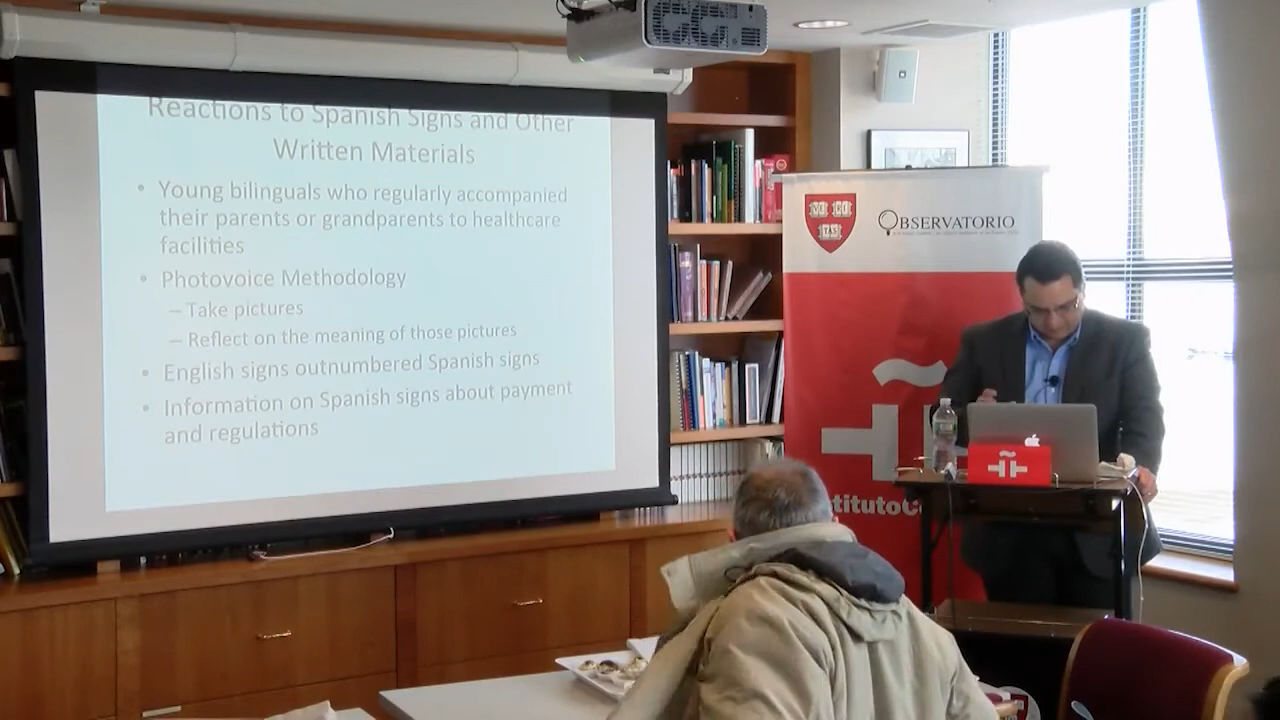 Reactions to Spanish Signs and Other
Written Materials
• Young bilinguals who regularly accompanied
their parents or grandparents to healthcare
facilities
• Photovoice Methodology
– Take pictures
– Reflect on the meaning of those pictures
• English signs outnumbered Spanish signs
• Information on Spanish signs about payment
and regulations
VE RI
TAS
OBSERVATORIO